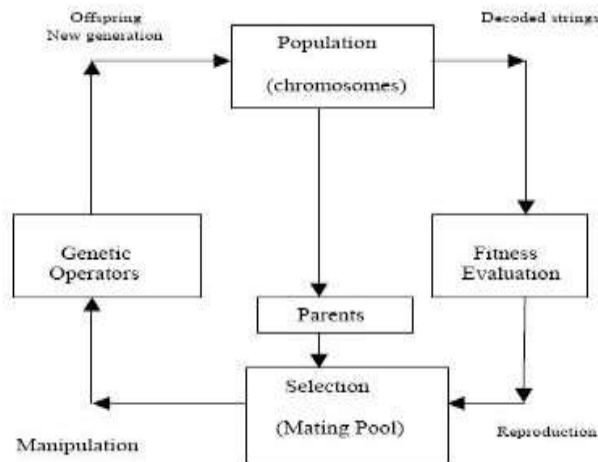 Offspring
New generation
Decoded strings
Population
(chromosomes)
Genetic
Operators
Fitness
Evaluation
Parents
Selection
(Mating Pool)
Manipulation
Reproduction